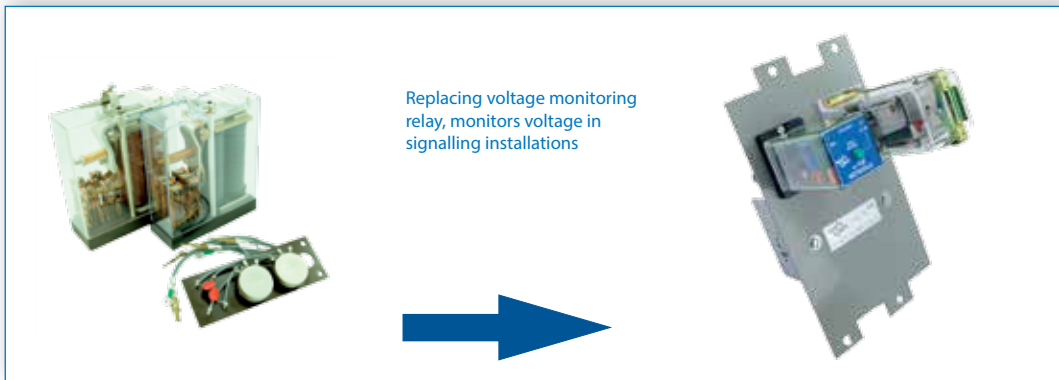 Replacing voltage monitoring
relay, monitors voltage in
signalling installations